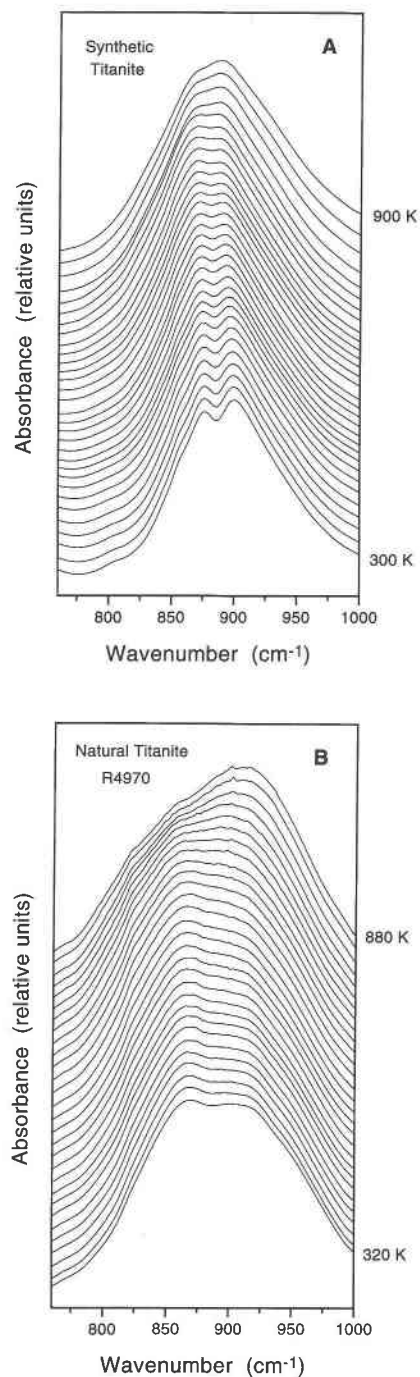 Synthetic
Titanite
A
Absorbance (relative units)
900 K
300 K
800 850 900 950 1000
Wavenumber (cm-1)
Natural Titanite
R4970
B
Absorbance (relative units)
880 K
320 K
800 850 900 950 1000
Wavenumber (cm-1)